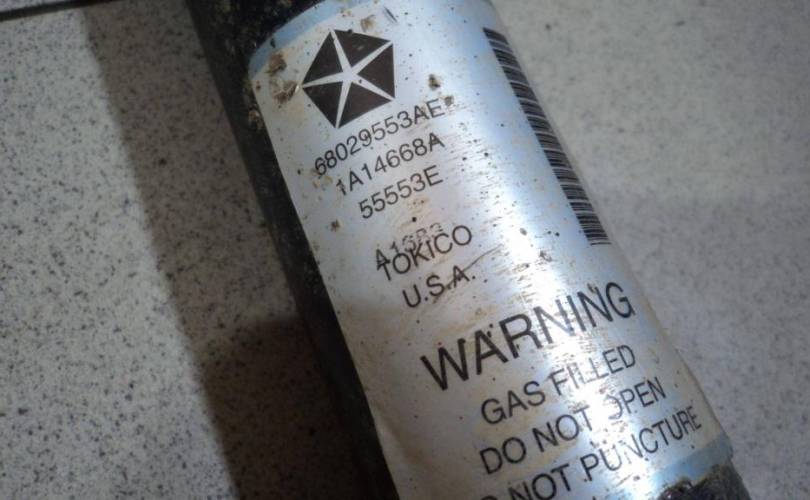 68029553AE
1A14668A
55553E
TOKICO
U.S.A.
WARNING
GAS FILLED
DO NOT OPEN
NOT PUNCTURE